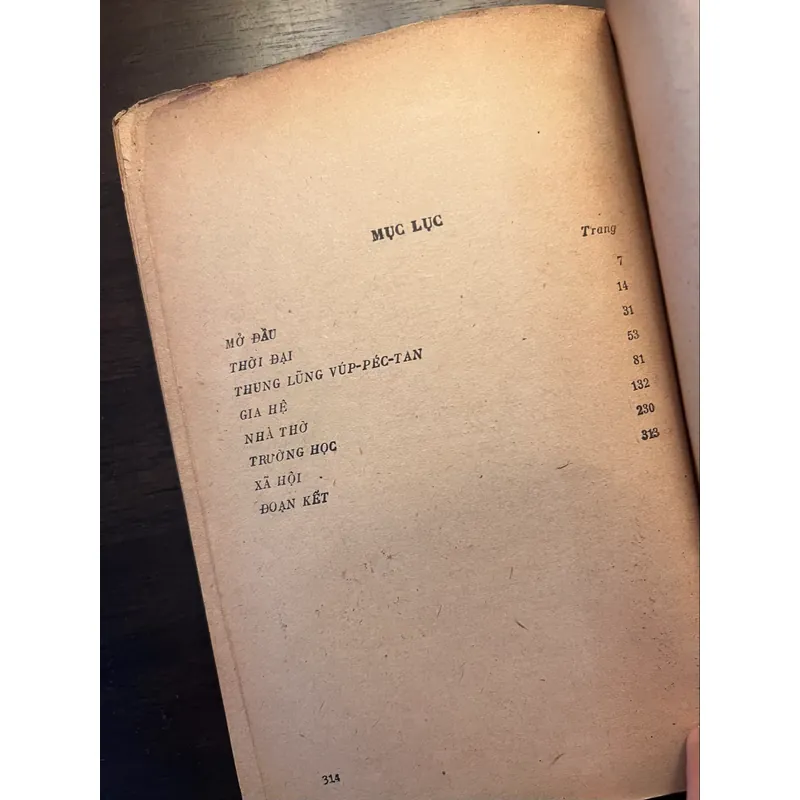 MỤC LỤC
Trang
MỞ ĐẦU 7
THỜI ĐẠI 14
THUNG LŨNG VÚP-PÉC-TAN 31
GIA HỆ 53
NHÀ THỜ 81
TRƯỜNG HỌC 132
XÃ HỘI 230
ĐOẠN KẾT 313
314